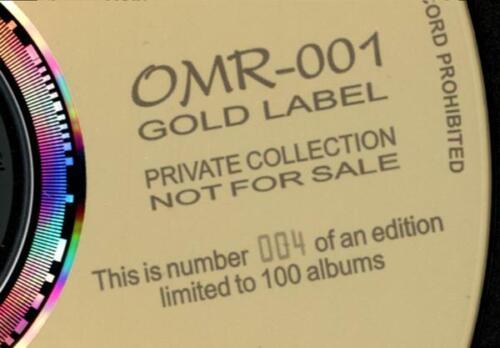 OMR-001
GOLD LABEL
PRIVATE COLLECTION
NOT FOR SALE
This is number 004 of an edition
limited to 100 albums
PROHIBITED